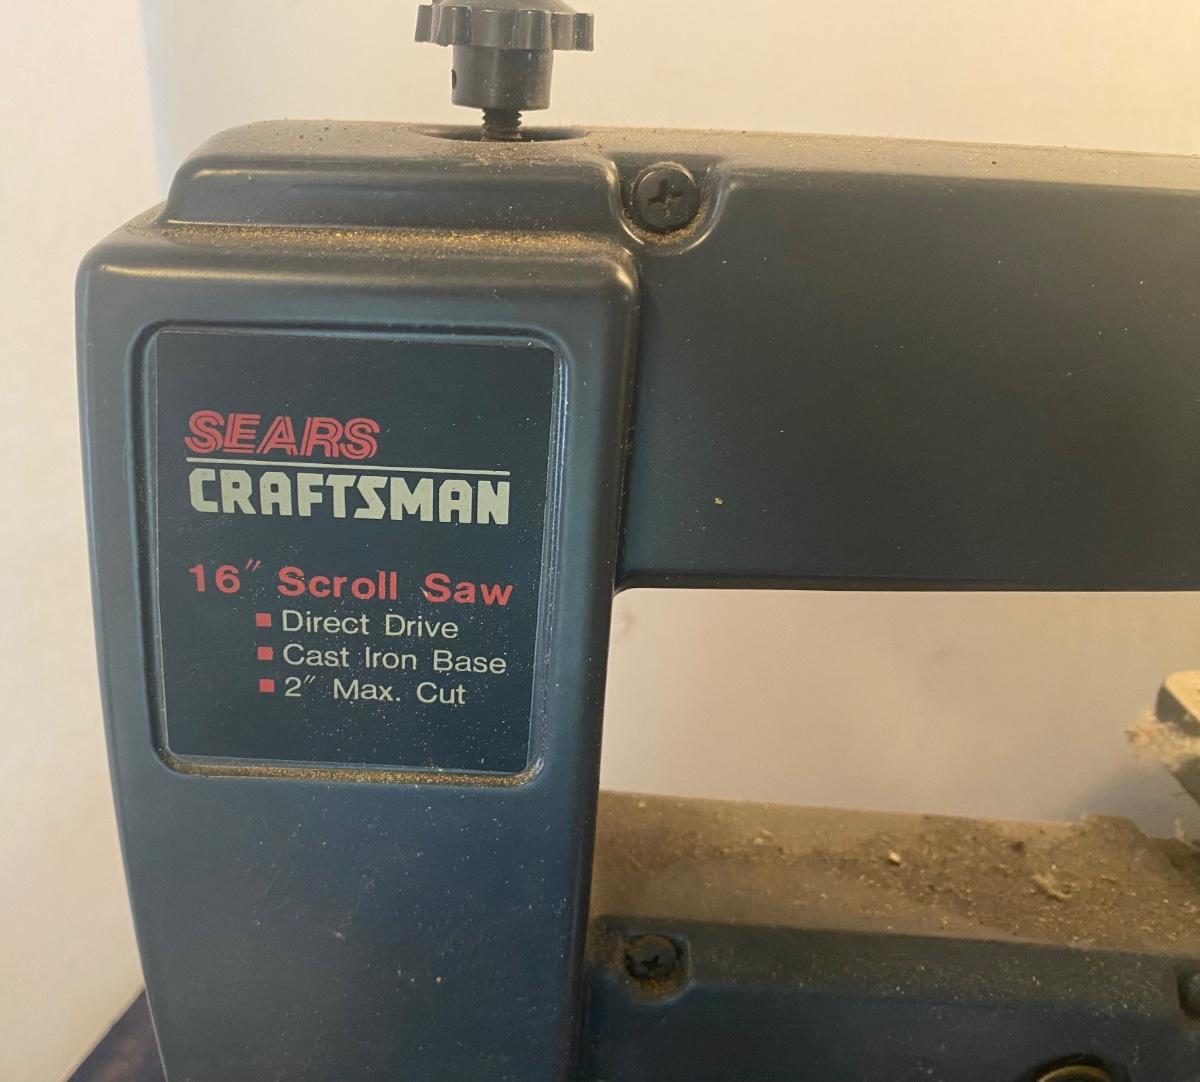 SEARS
CRAFTSMAN
16″ Scroll Saw
Direct Drive
Cast Iron Base
2″ Max. Cut